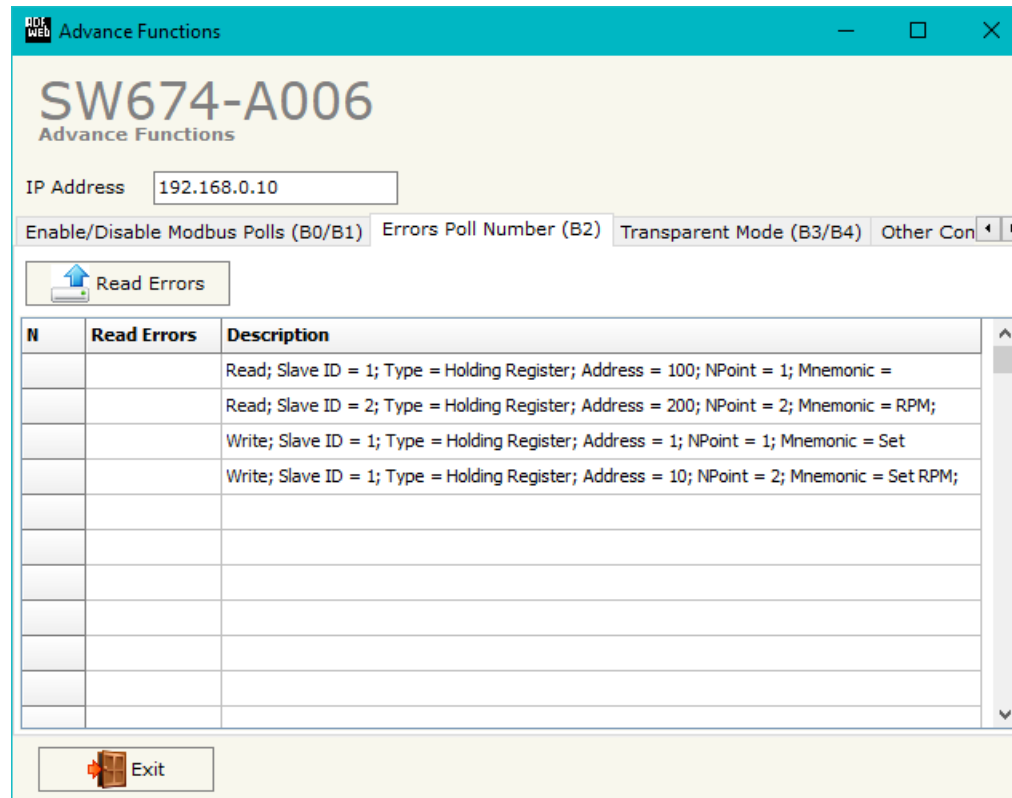 ADF
WEB Advance Functions
SW674-A006
Advance Functions
IP Address 192.168.0.10
Enable/Disable Modbus Polls (B0/B1) Errors Poll Number (B2) Transparent Mode (B3/B4) Other Con
Read Errors
N Read Errors Description
Read; Slave ID = 1; Type = Holding Register; Address = 100; NPoint = 1; Mnemonic =
Read; Slave ID = 2; Type = Holding Register; Address = 200; NPoint = 2; Mnemonic = RPM;
Write; Slave ID = 1; Type = Holding Register; Address = 1; NPoint = 1; Mnemonic = Set
Write; Slave ID = 1; Type = Holding Register; Address = 10; NPoint = 2; Mnemonic = Set RPM;
Exit